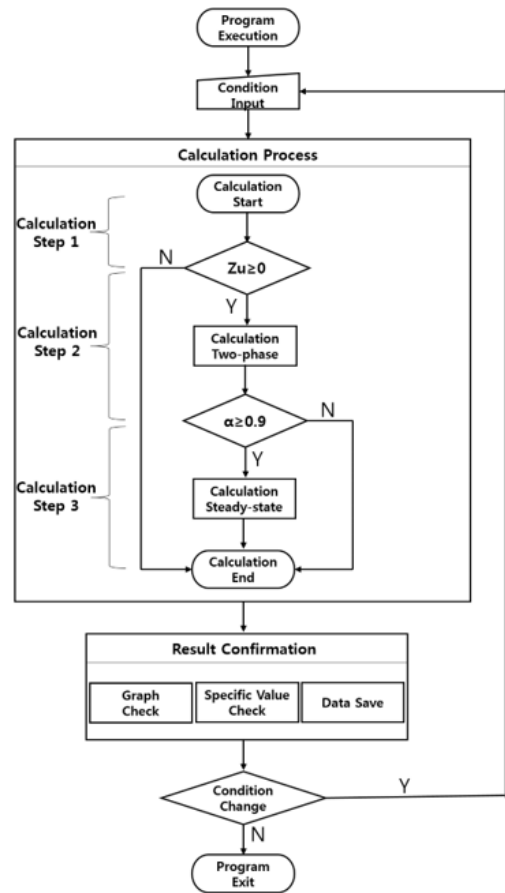 Program
Execution
Condition
Input
Calculation Process
Calculation
Start
Calculation
Step 1
N
Zu≥0
Y
Calculation
Step 2
Calculation
Two-phase
N
α≥0.9
Y
Calculation
Step 3
Calculation
Steady-state
Calculation
End
Result Confirmation
Graph
Check
Specific Value
Check
Data Save
Condition
Change
Y
N
Program
Exit